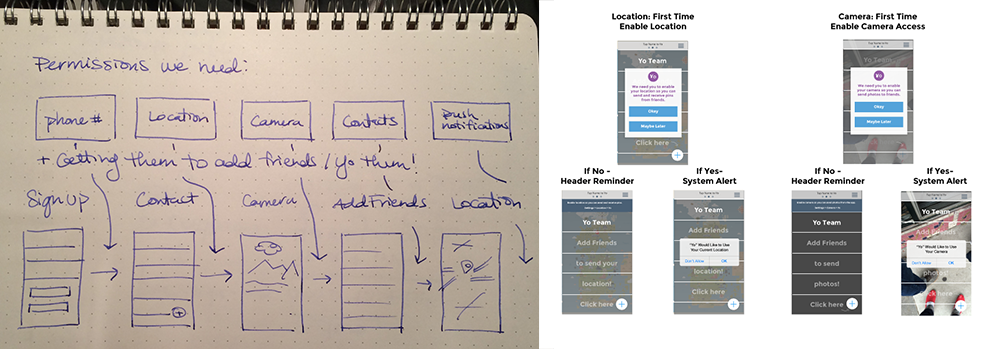 Permissions we need:
phone #
Location
Camera
Contacts
push
notifications
+ Getting them to add friends / Yo them!
Sign up
Contact
Camera
Add Friends
Location
Location: First Time
Enable Location
Yo Team
Yo
We need you to enable
your location so you can
send and receive pins
from friends.
Okay
Maybe Later
Click here
+
Camera: First Time
Enable Camera Access
Yo Team
Yo
We need you to enable
your camera so you can
send photos to friends.
Okay
Maybe Later
Click here
+
If No -
Header Reminder
Yo Team
Add Friends
to send your
location!
Click here
+
If Yes-
System Alert
Yo Team
Add Friends
"Yo" Would Like to Use
Your Current Location
Don't Allow
OK
location!
Click here
+
If No -
Header Reminder
Yo Team
Add Friends
to send
photos!
Click here
+
If Yes-
System Alert
Yo Team
Add Friends
"Yo" Would Like to Use
Your Camera
Don't Allow
OK
photos!
Click here
+